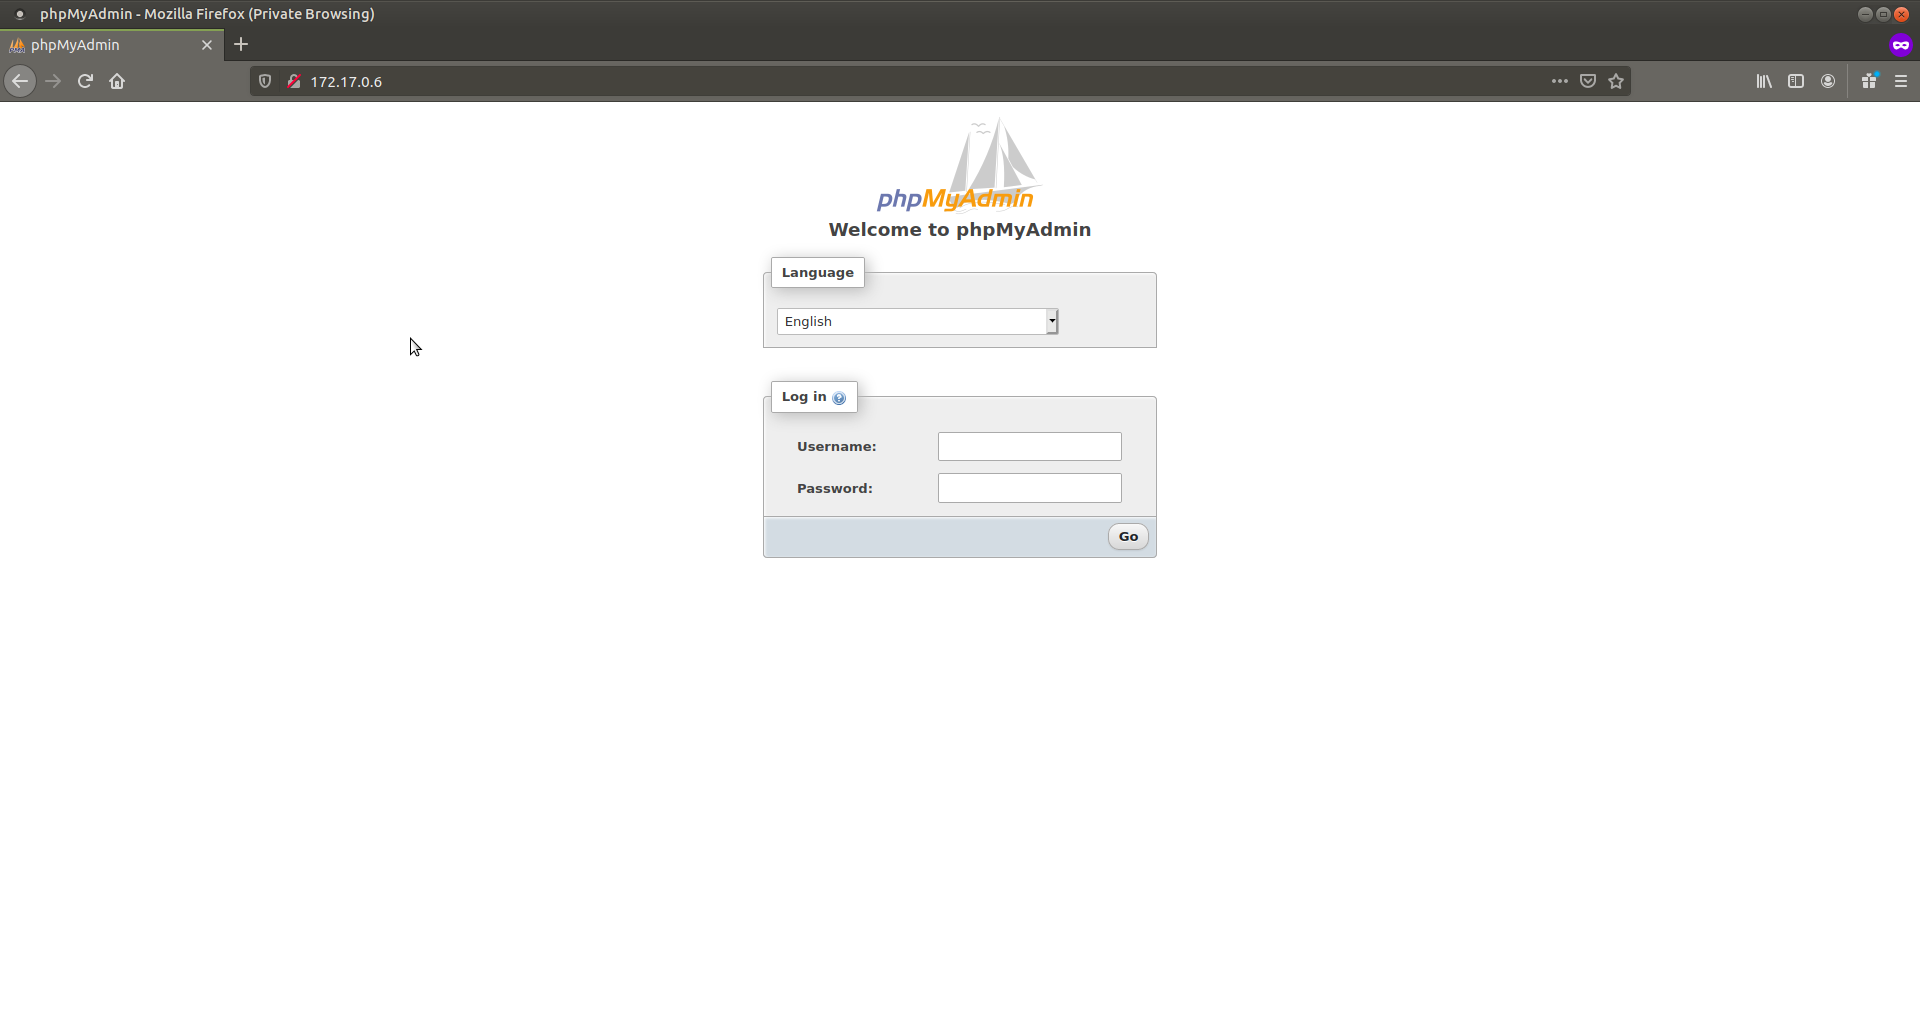 phpMyAdmin - Mozilla Firefox (Private Browsing)
phpMyAdmin
172.17.0.6
phpMyAdmin
Welcome to phpMyAdmin
Language
English
Log in
Username:
Password:
Go